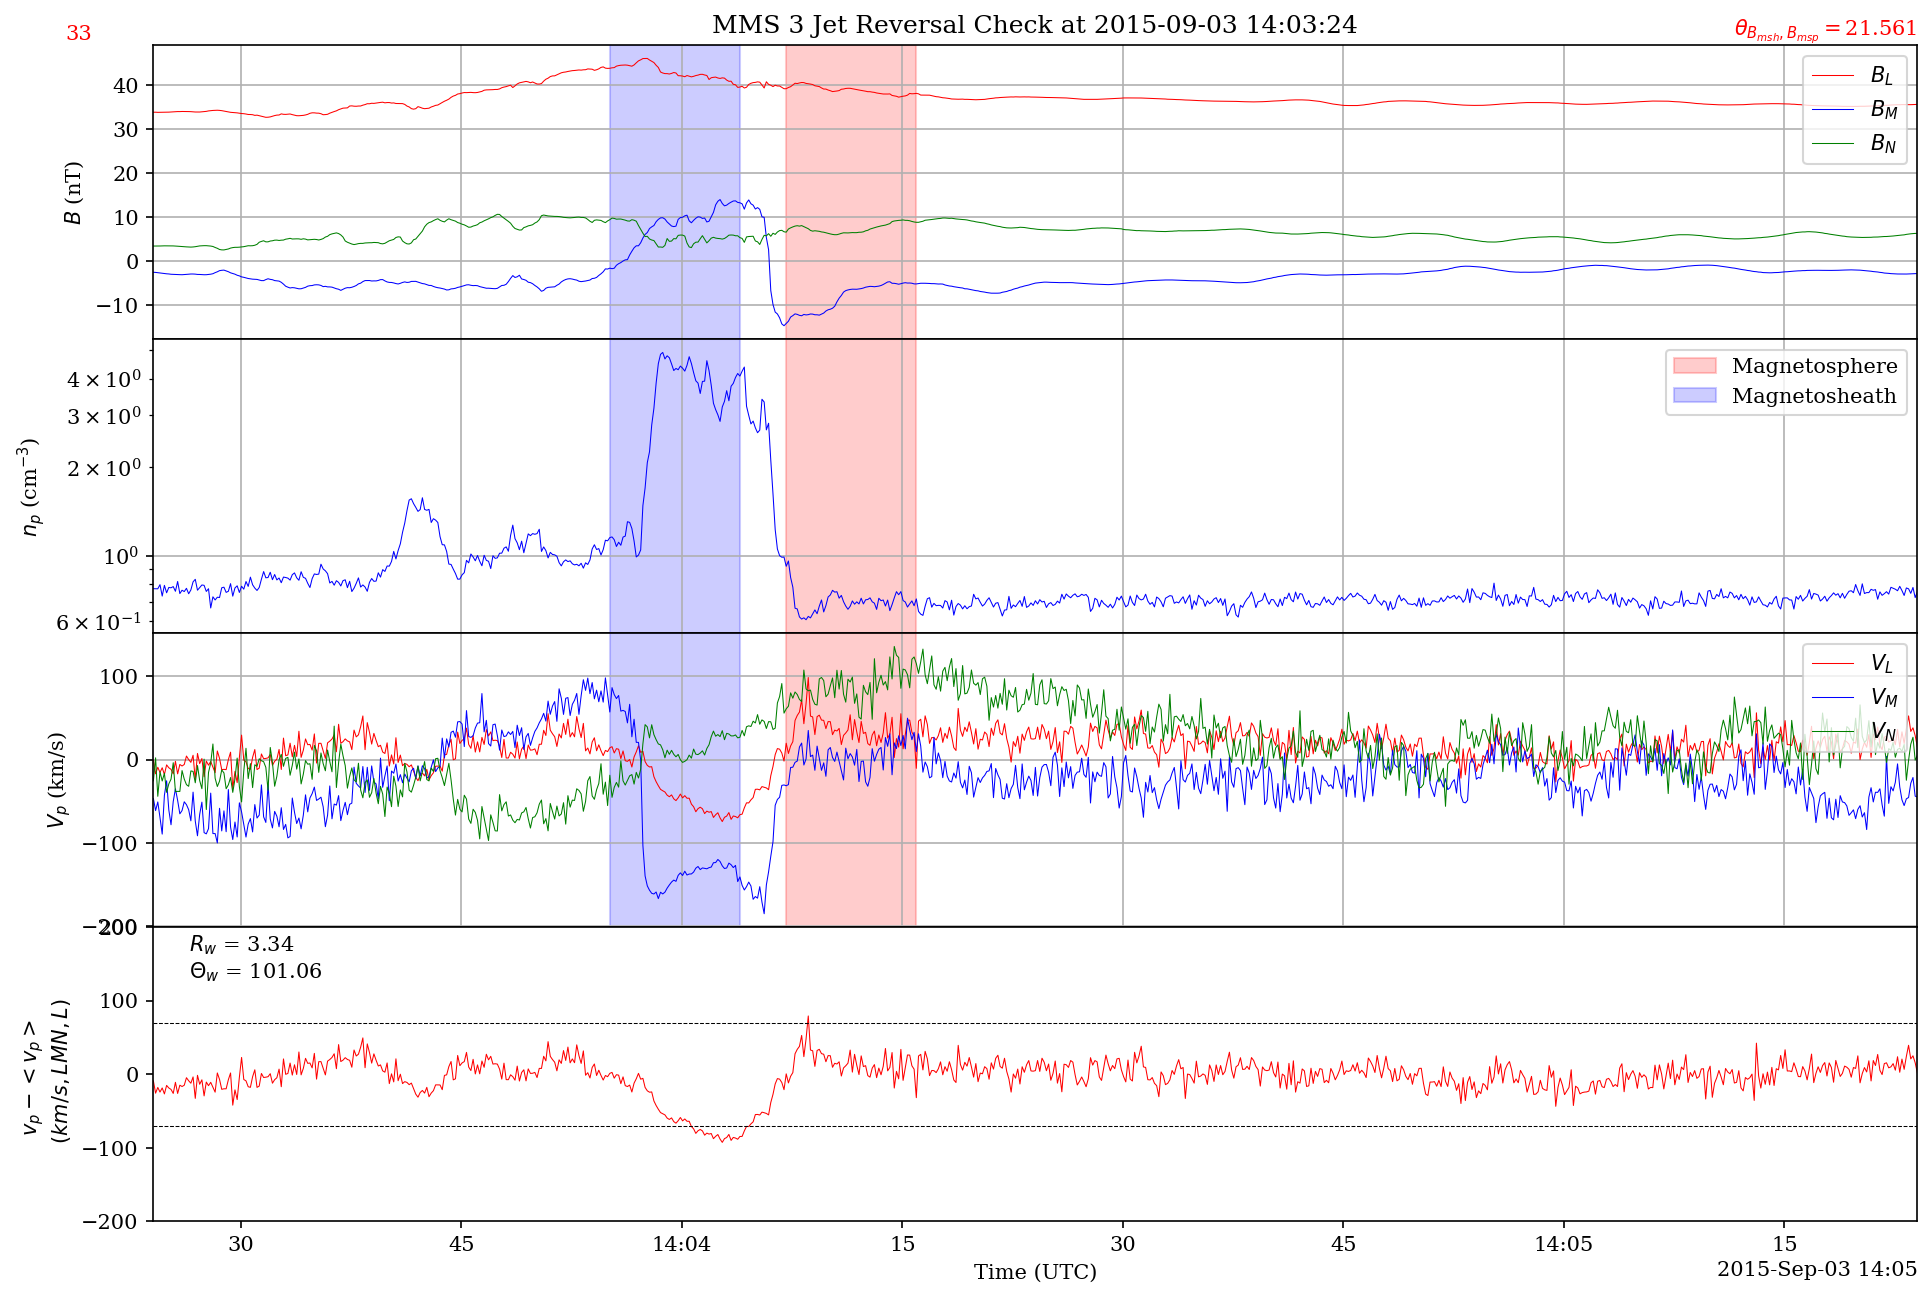 33
MMS 3 Jet Reversal Check at 2015-09-03 14:03:24
θ_{B_{msh}, B_{msp}} = 21.561
40
30
20
10
0
−10
B (nT)
B_L
B_M
B_N
4 × 10^0
3 × 10^0
2 × 10^0
10^0
6 × 10^{−1}
n_p (cm^{−3})
Magnetosphere
Magnetosheath
100
0
−100
−200
V_p (km/s)
V_L
V_M
V_N
200
100
0
−100
−200
v_p − < v_p >
(km/s, LMN, L)
R_w = 3.34
Θ_w = 101.06
30 45 14:04 15 30 45 14:05 15
Time (UTC)
2015-Sep-03 14:05